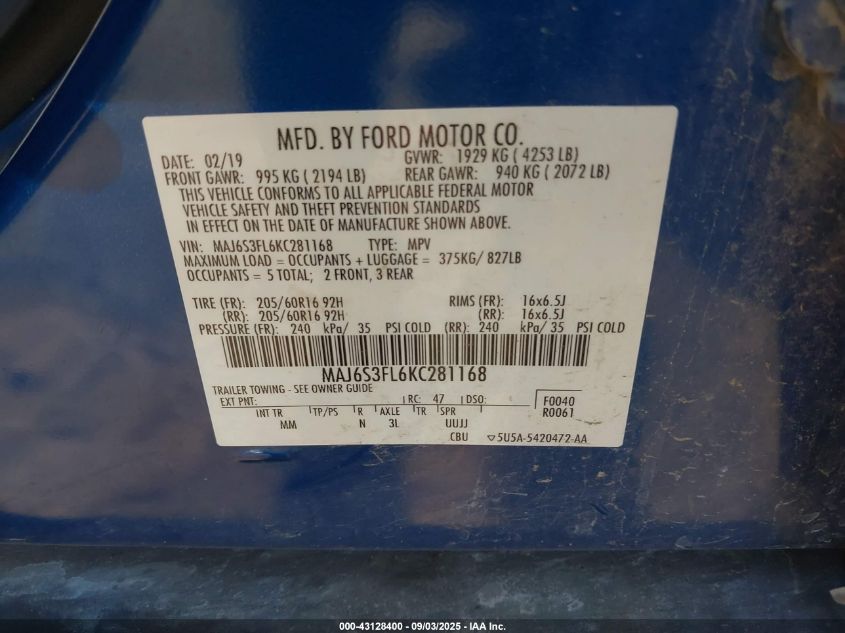 MFD. BY FORD MOTOR CO.
DATE: 02/19 GVWR: 1929 KG ( 4253 LB)
FRONT GAWR: 995 KG ( 2194 LB) REAR GAWR: 940 KG ( 2072 LB)
THIS VEHICLE CONFORMS TO ALL APPLICABLE FEDERAL MOTOR
VEHICLE SAFETY AND THEFT PREVENTION STANDARDS
IN EFFECT ON THE DATE OF MANUFACTURE SHOWN ABOVE.
VIN: MAJ6S3FL6KC281168 TYPE: MPV
MAXIMUM LOAD = OCCUPANTS + LUGGAGE = 375KG/ 827LB
OCCUPANTS = 5 TOTAL; 2 FRONT, 3 REAR
TIRE (FR): 205/60R16 92H RIMS (FR): 16x6.5J
(RR): 205/60R16 92H (RR): 16x6.5J
PRESSURE (FR): 240 kPa/ 35 PSI COLD (RR): 240 kPa/ 35 PSI COLD
MAJ6S3FL6KC281168
TRAILER TOWING - SEE OWNER GUIDE
EXT PNT: RC: 47 DSO: F0040
R0061
INT TR TP/PS R AXLE TR SPR
MM N 3L UUJJ
CBU 5U5A-5420472-AA
000-43128400 - 09/03/2025 - IAA Inc.